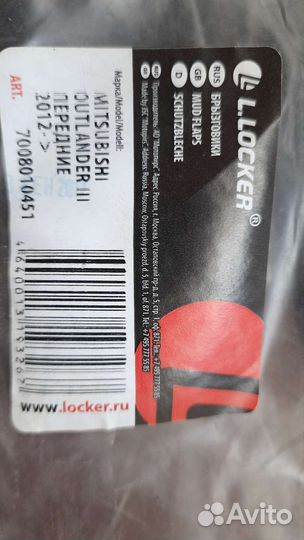 L.LOCKER®
RUS БРЫЗГОВИКИ
GB MUD FLAPS
D SCHUTZBLECHE
Марка/Model/Modell:
MITSUBISHI
OUTLANDER III
ПЕРЕДНИЕ
2012->
ART. 7008010451
www.locker.ru
Avito